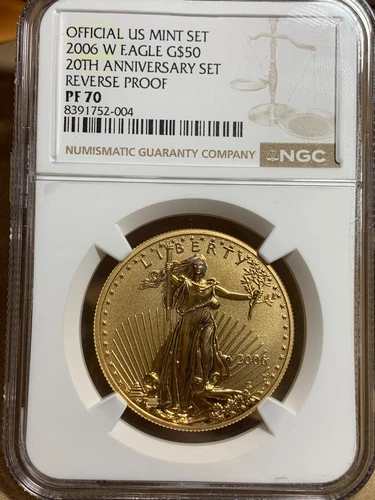 OFFICIAL US MINT SET
2006 W EAGLE G$50
20TH ANNIVERSARY SET
REVERSE PROOF
PF 70
8391752-004
NUMISMATIC GUARANTY COMPANY NGC
LIBERTY
2006